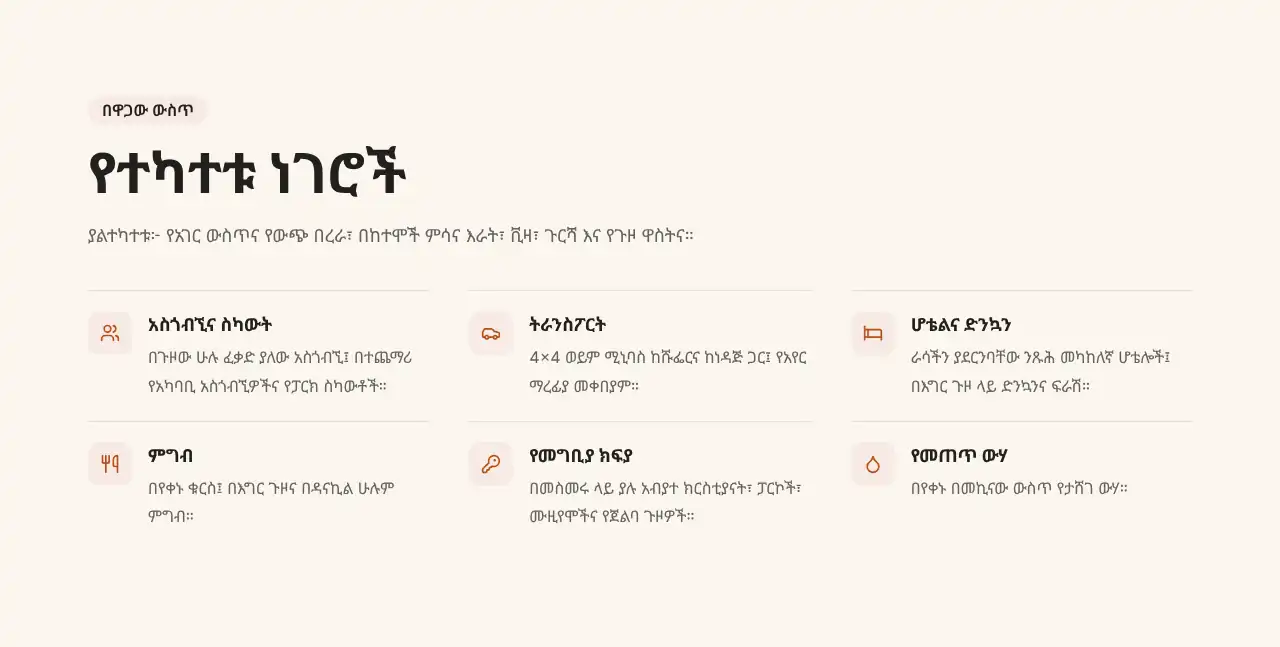 በዋጋው ውስጥ
የተካተቱ ነገሮች
ያልተካተቱ፦ የአገር ውስጥና የውጭ በረራ፣ በከተሞች ምሳና እራት፣ ቪዛ፣ ጉርሻ እና የጉዞ ዋስትና።
አስጎብኚና ስካውት
በጉዞው ሁሉ ፈቃድ ያለው አስጎብኚ፤ በተጨማሪ
የአካባቢ አስጎብኚዎችና የፓርክ ስካውቶች።
ትራንስፖርት
4×4 ወይም ሚኒባስ ከሹፌርና ከነዳጅ ጋር፤ የአየር
ማረፊያ መቀበያም።
ሆቴልና ድንኳን
ራሳችን ያደርንባቸው ንጹሕ መካከለኛ ሆቴሎች፤
በእግር ጉዞ ላይ ድንኳንና ፍራሽ።
ምግብ
በየቀኑ ቁርስ፤ በእግር ጉዞና በዳናኪል ሁሉም
ምግብ።
የመግቢያ ክፍያ
በመስመሩ ላይ ያሉ አብያተ ክርስቲያናት፣ ፓርኮች፣
ሙዚየሞችና የጀልባ ጉዞዎች።
የመጠጥ ውሃ
በየቀኑ በመኪናው ውስጥ የታሸገ ውሃ።